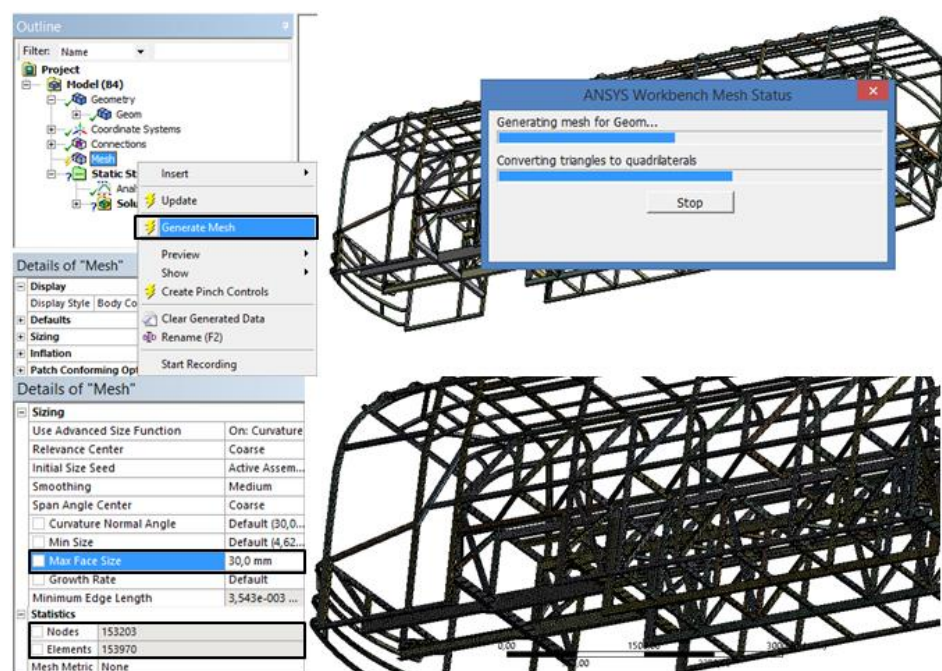 Outline
Filter: Name
Project
Model (B4)
Geometry
Geom
Coordinate Systems
Connections
Mesh
Static St
Anal
Solu
Insert
Update
Generate Mesh
Preview
Show
Create Pinch Controls
Clear Generated Data
Rename (F2)
Start Recording
Details of "Mesh"
Display
Display Style Body Co
Defaults
Sizing
Inflation
Patch Conforming Opt
ANSYS Workbench Mesh Status
Generating mesh for Geom...
Converting triangles to quadrilaterals
Stop
Details of "Mesh"
Sizing
Use Advanced Size Function On: Curvature
Relevance Center Coarse
Initial Size Seed Active Assem...
Smoothing Medium
Span Angle Center Coarse
Curvature Normal Angle Default (30,0...
Min Size Default (4,62...
Max Face Size 30,0 mm
Growth Rate Default
Minimum Edge Length 3,543e-003 ...
Statistics
Nodes 153203
Elements 153970
Mesh Metric None
0,00